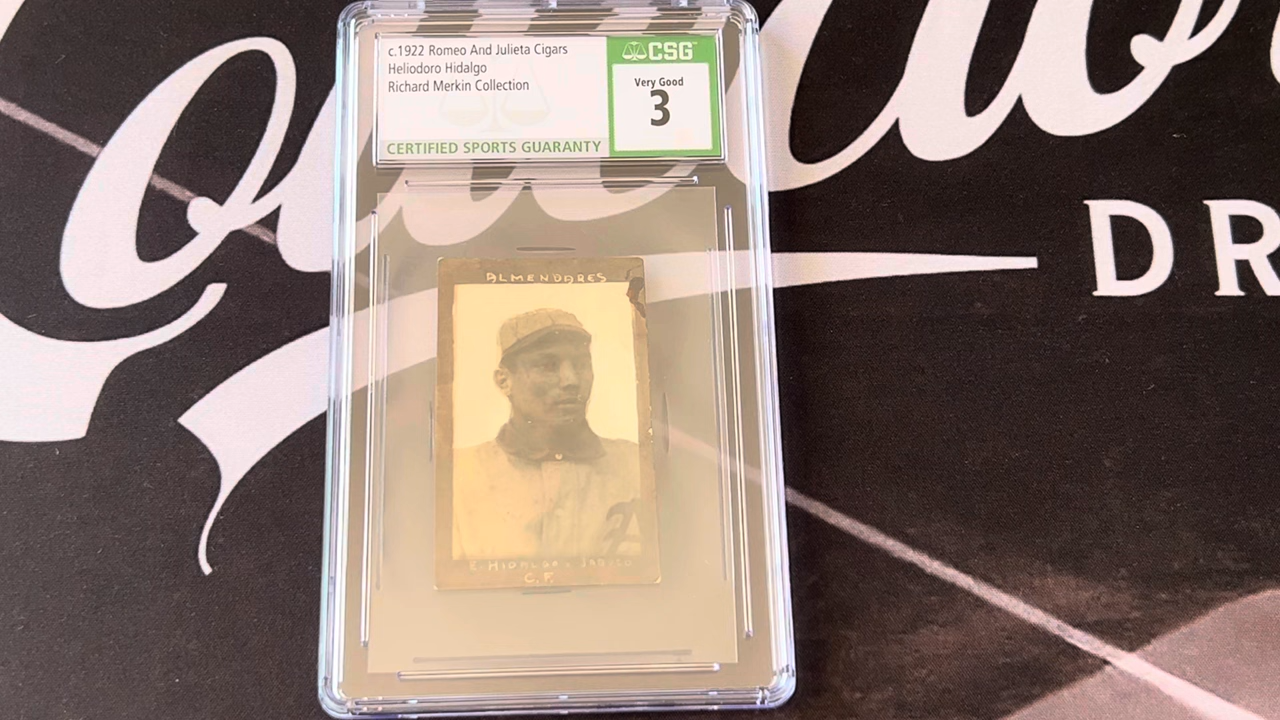 c.1922 Romeo And Julieta Cigars
Heliodoro Hidalgo
Richard Merkin Collection
CERTIFIED SPORTS GUARANTY
CSG
Very Good
3
ALMENDARES
HIDALGO
C.F.
DR